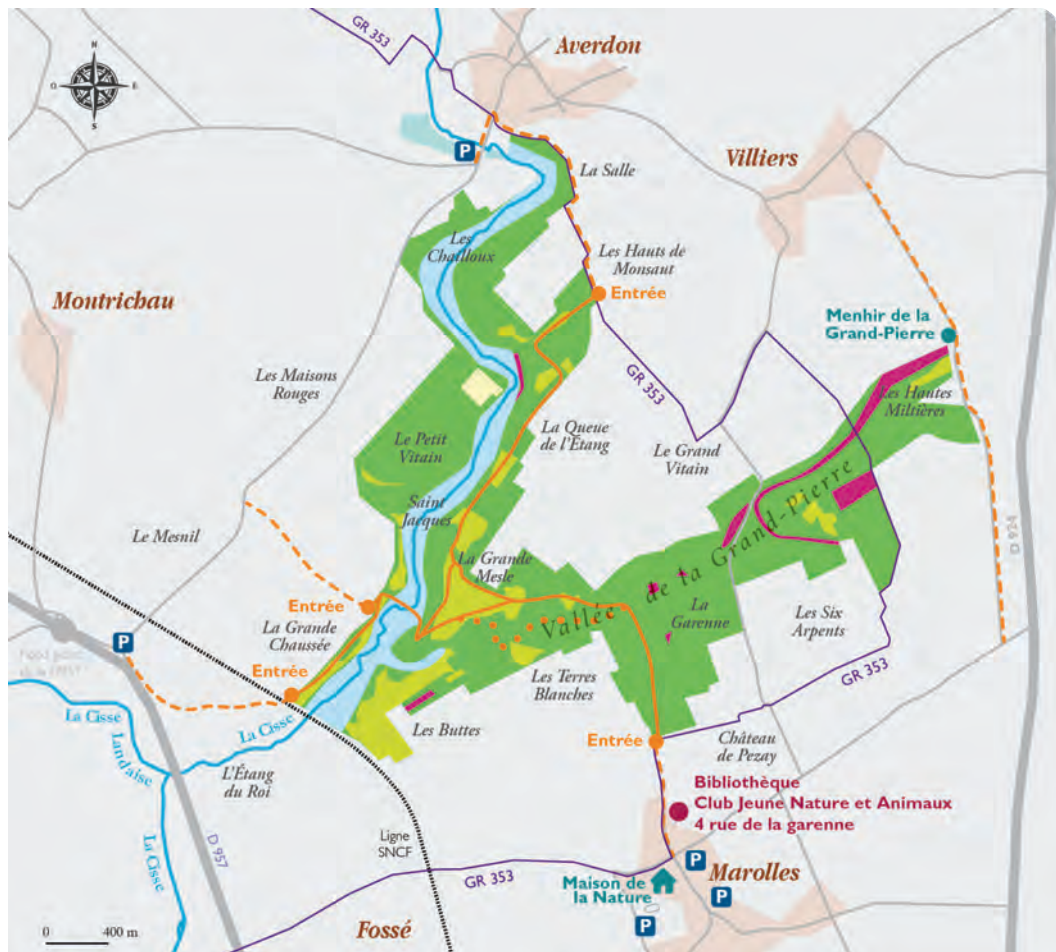 GR 353
Averdon
N
O
E
S
P
Villiers
La Salle
Les
Chailloux
Les Hauts de
Monsaut
Entrée
Montrichau
Menhir de la
Grand-Pierre
Les Maisons
Rouges
GR 353
Les Hautes
Miltières
La Queue
de l'Étang
Le Petit
Vitain
Le Grand
Vitain
Saint
Jacques
Le Mesnil
D 924
La Grande
Mesle
Vallée de la Grand-Pierre
Entrée
La Grande
Chaussée
La
Garenne
Les Six
Arpents
P
Entrée
Les Terres
Blanches
GR 353
La Cisse
Landaise
La Cisse
Les Buttes
Entrée
Château
de Pezay
L'Étang
du Roi
Bibliothèque
Club Jeune Nature et Animaux
4 rue de la garenne
La Cisse
D 957
Ligne
SNCF
GR 353
Maison de
la Nature
P
Marolles
P
P
Fossé
0 400 m